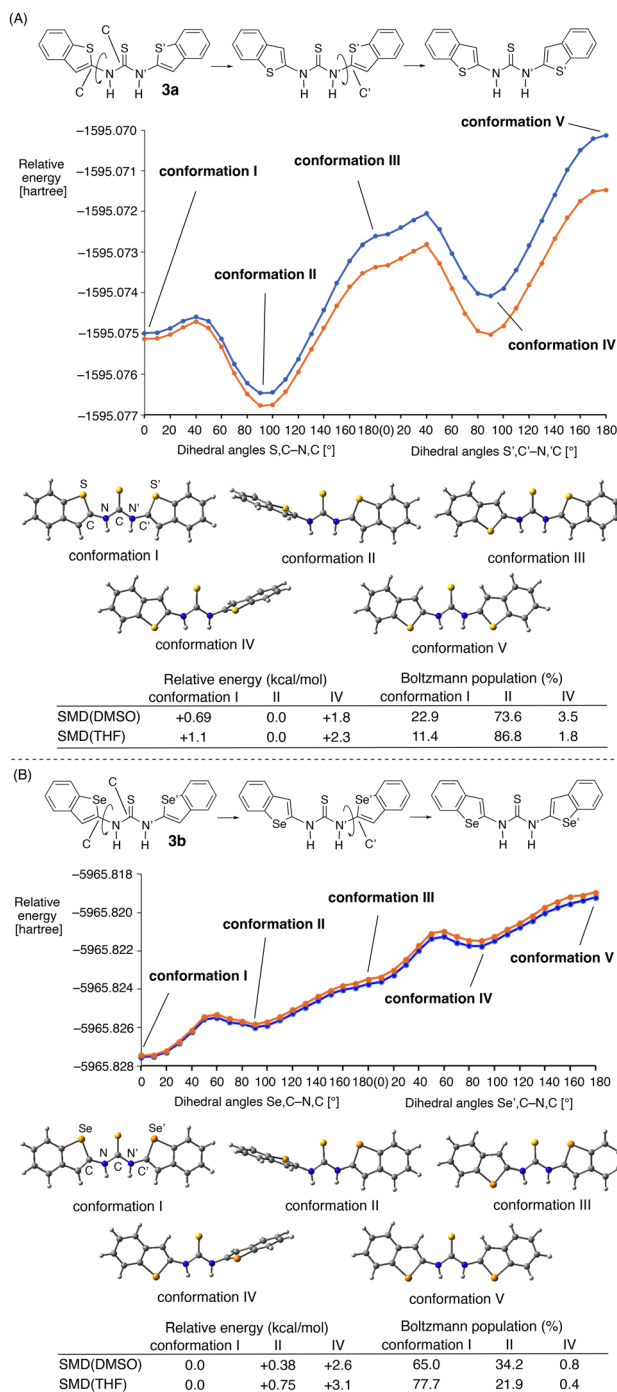 (A)
S
C
S
S'
N
N'
H
H
C
3a
S
S'
N
N'
H
H
C'
S
S
S'
N
N'
H
H
Relative energy [hartree]
−1595.070
−1595.071
−1595.072
−1595.073
−1595.074
−1595.075
−1595.076
−1595.077
conformation I
conformation II
conformation III
conformation IV
conformation V
0 20 40 60 80 100 120 140 160 180(0) 20 40 60 80 100 120 140 160 180
Dihedral angles S,C–N,C [°] Dihedral angles S',C'–N,'C [°]
S S'
N N'
C C C'
H H
conformation I conformation II conformation III
conformation IV conformation V
Relative energy (kcal/mol) Boltzmann population (%)
conformation I II IV conformation I II IV
SMD(DMSO) +0.69 0.0 +1.8 22.9 73.6 3.5
SMD(THF) +1.1 0.0 +2.3 11.4 86.8 1.8
(B)
Se
C
S
Se'
N
N'
H
H
C
3b
Se
S
Se'
N
N'
H
H
C'
Se
S
Se'
N
N'
H
H
Relative energy [hartree]
−5965.818
−5965.820
−5965.822
−5965.824
−5965.826
−5965.828
conformation I
conformation II
conformation III
conformation IV
conformation V
0 20 40 60 80 100 120 140 160 180(0) 20 40 60 80 100 120 140 160 180
Dihedral angles Se,C–N,C [°] Dihedral angles Se',C–N,C [°]
Se Se'
N N'
C C C'
conformation I conformation II conformation III
conformation IV conformation V
Relative energy (kcal/mol) Boltzmann population (%)
conformation I II IV conformation I II IV
SMD(DMSO) 0.0 +0.38 +2.6 65.0 34.2 0.8
SMD(THF) 0.0 +0.75 +3.1 77.7 21.9 0.4